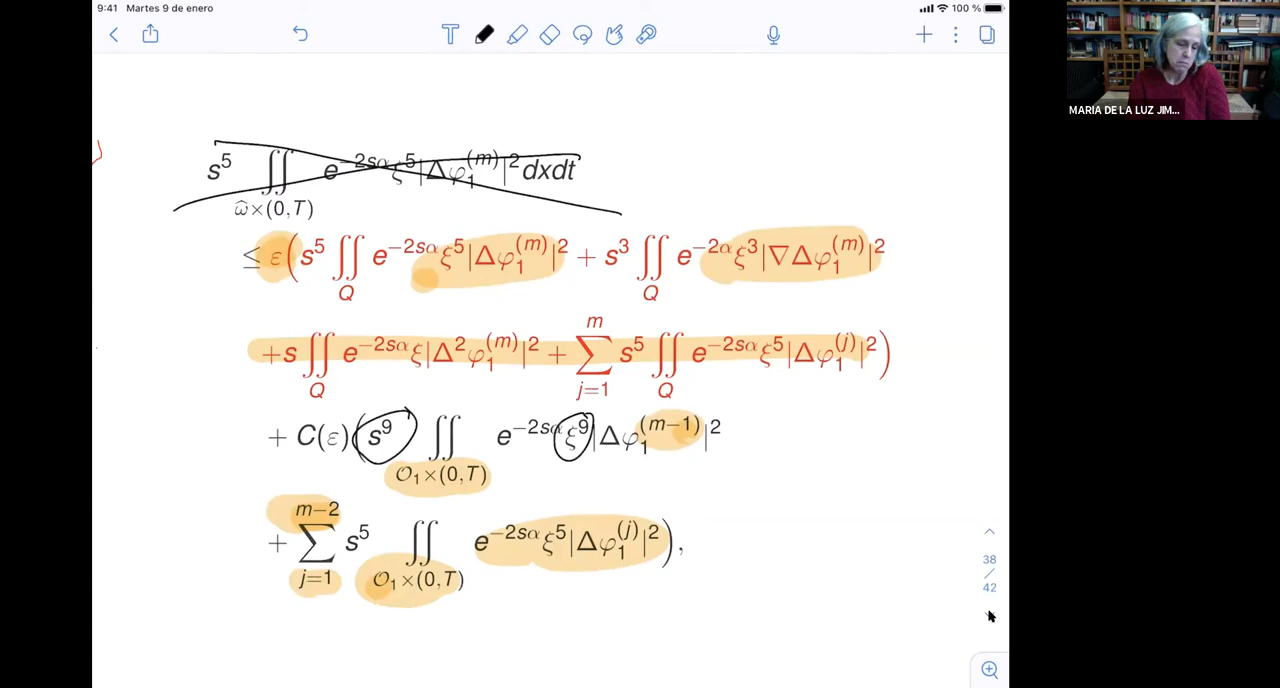 9:41 Martes 9 de enero
100 %
MARIA DE LA LUZ JIM...
s^5 ∬_{ω̂×(0,T)} e^{-2sα} ξ^5 |Δφ_1^{(m)}|^2 dxdt
≤ ε( s^5 ∬_Q e^{-2sα} ξ^5 |Δφ_1^{(m)}|^2 + s^3 ∬_Q e^{-2α} ξ^3 |∇Δφ_1^{(m)}|^2
+s ∬_Q e^{-2sα} ξ |Δ^2 φ_1^{(m)}|^2 + ∑_{j=1}^{m} s^5 ∬_Q e^{-2sα} ξ^5 |Δφ_1^{(j)}|^2 )
+ C(ε)( s^9 ∬_{O_1×(0,T)} e^{-2sα} ξ^9 |Δφ_1^{(m-1)}|^2
+ ∑_{j=1}^{m-2} s^5 ∬_{O_1×(0,T)} e^{-2sα} ξ^5 |Δφ_1^{(j)}|^2 ),
38
/
42